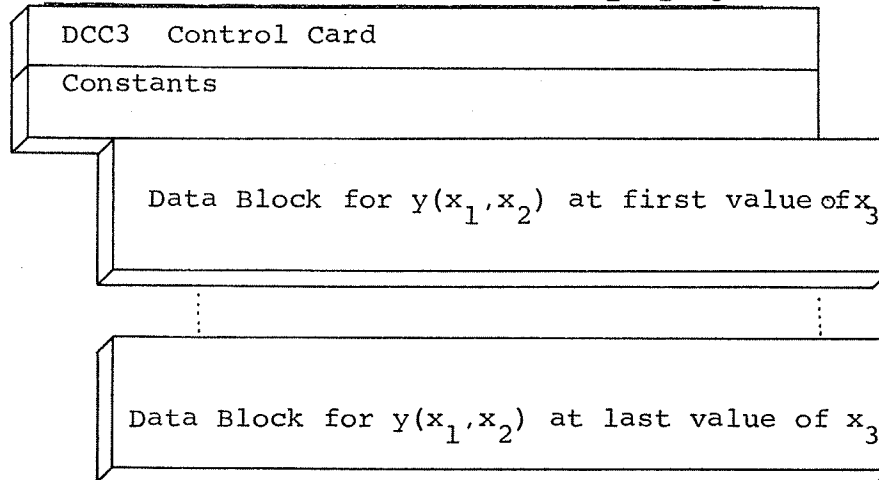 DCC3 Control Card
Constants
Data Block for y(x₁,x₂) at first value of x₃
Data Block for y(x₁,x₂) at last value of x₃